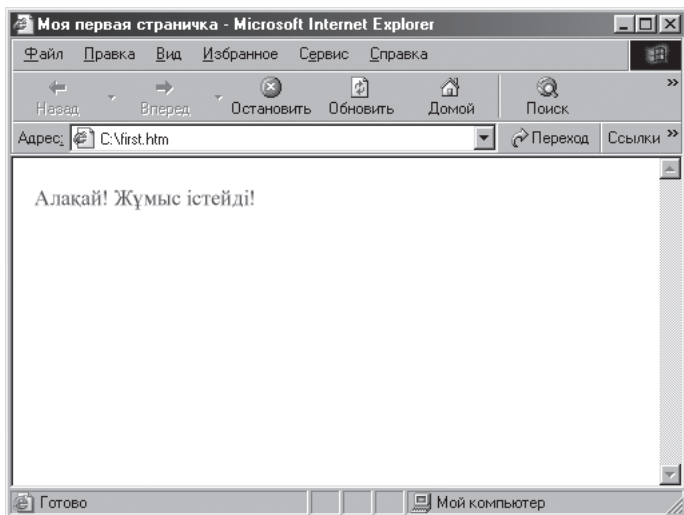 Моя первая страничка - Microsoft Internet Explorer
Файл Правка Вид Избранное Сервис Справка
Назад Вперед Остановить Обновить Домой Поиск »
Адрес: C:\first.htm Переход Ссылки »
Алақай! Жұмыс істейді!
Готово Мой компьютер